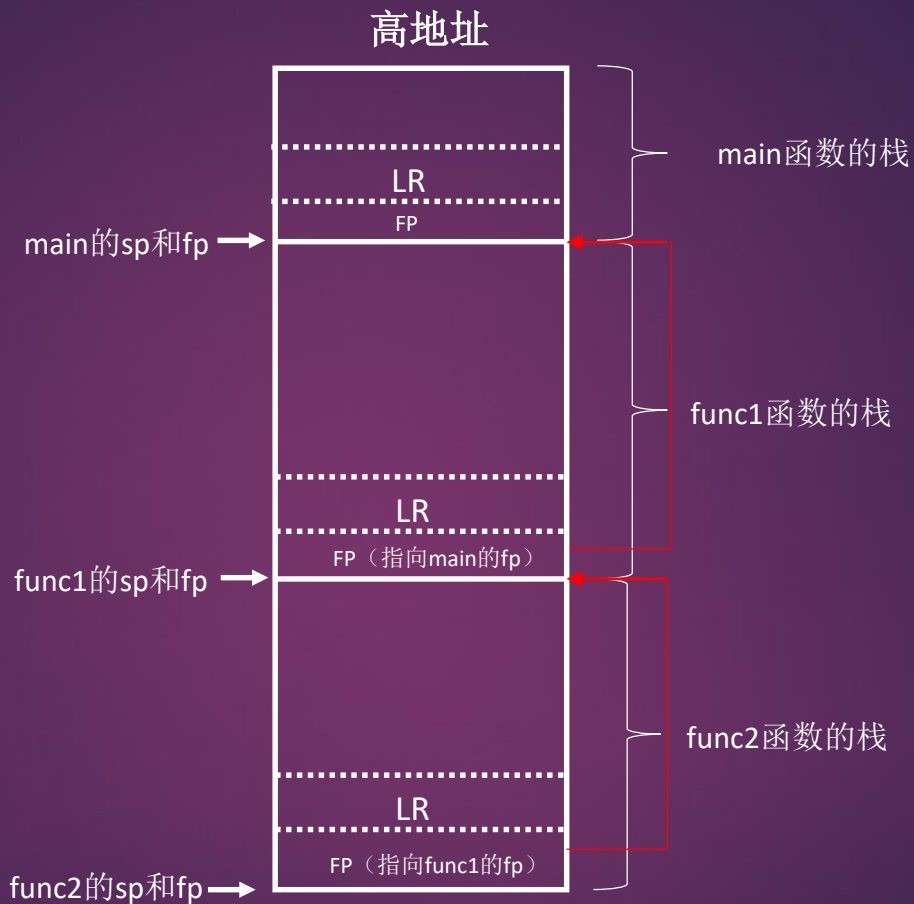 高地址
main函数的栈
LR
FP
main的sp和fp
func1函数的栈
LR
FP（指向main的fp）
func1的sp和fp
func2函数的栈
LR
FP（指向func1的fp）
func2的sp和fp